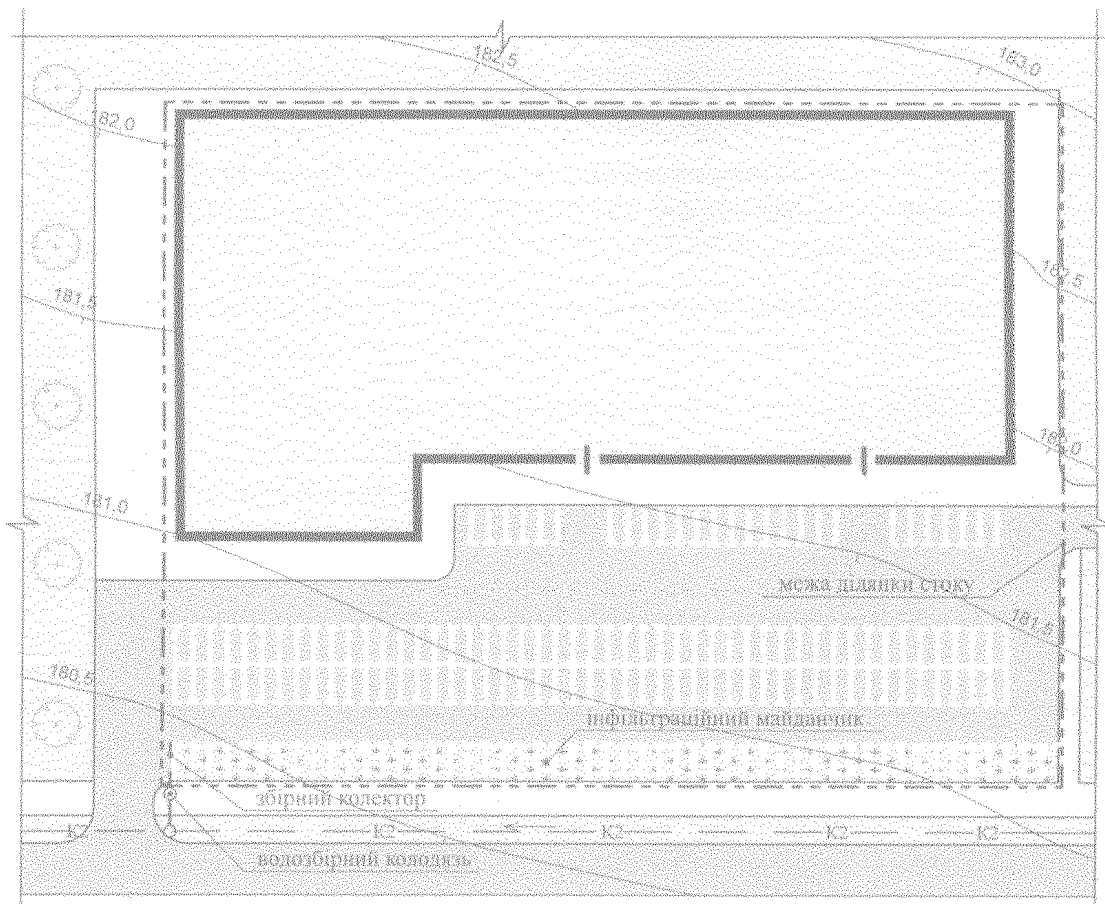 182,5
183,0
182,0
182,5
181,5
182,0
181,0
межа ділянки стоку
181,5
180,5
інфільтраційний майданчик
збірний колектор
К2 К2 К2 К2 К2
водозбірний колодязь